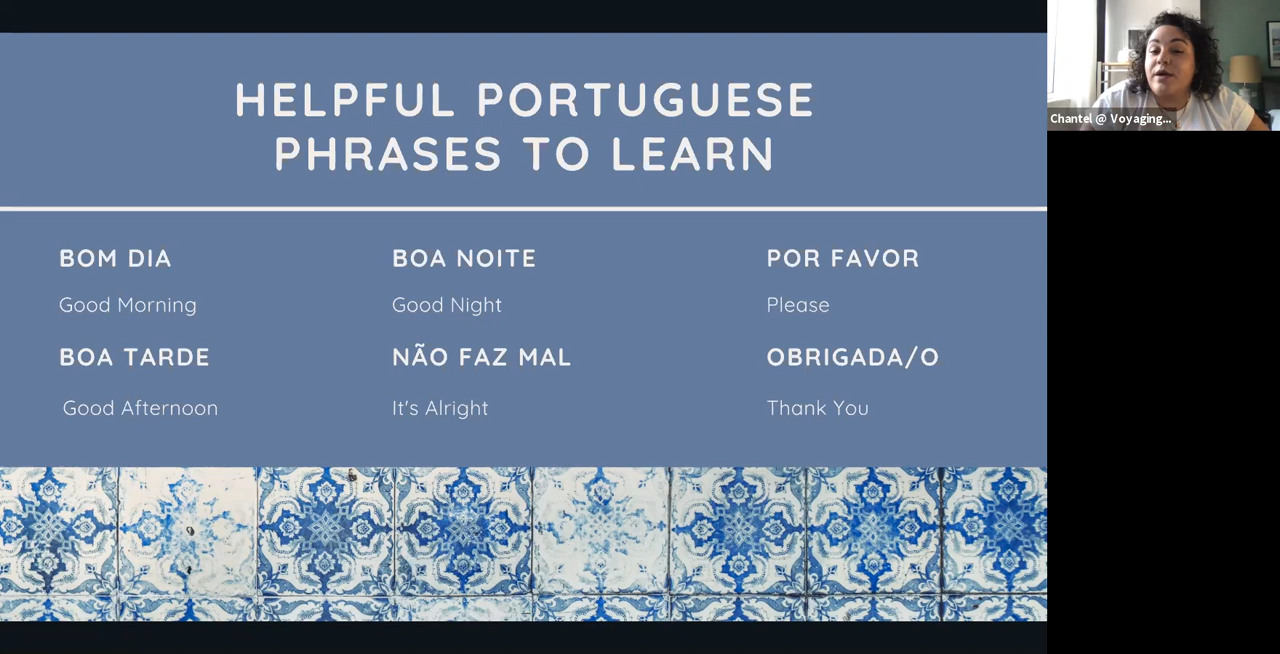 HELPFUL PORTUGUESE
PHRASES TO LEARN
BOM DIA
Good Morning
BOA TARDE
Good Afternoon
BOA NOITE
Good Night
NÃO FAZ MAL
It's Alright
POR FAVOR
Please
OBRIGADA/O
Thank You
Chantel @ Voyaging...